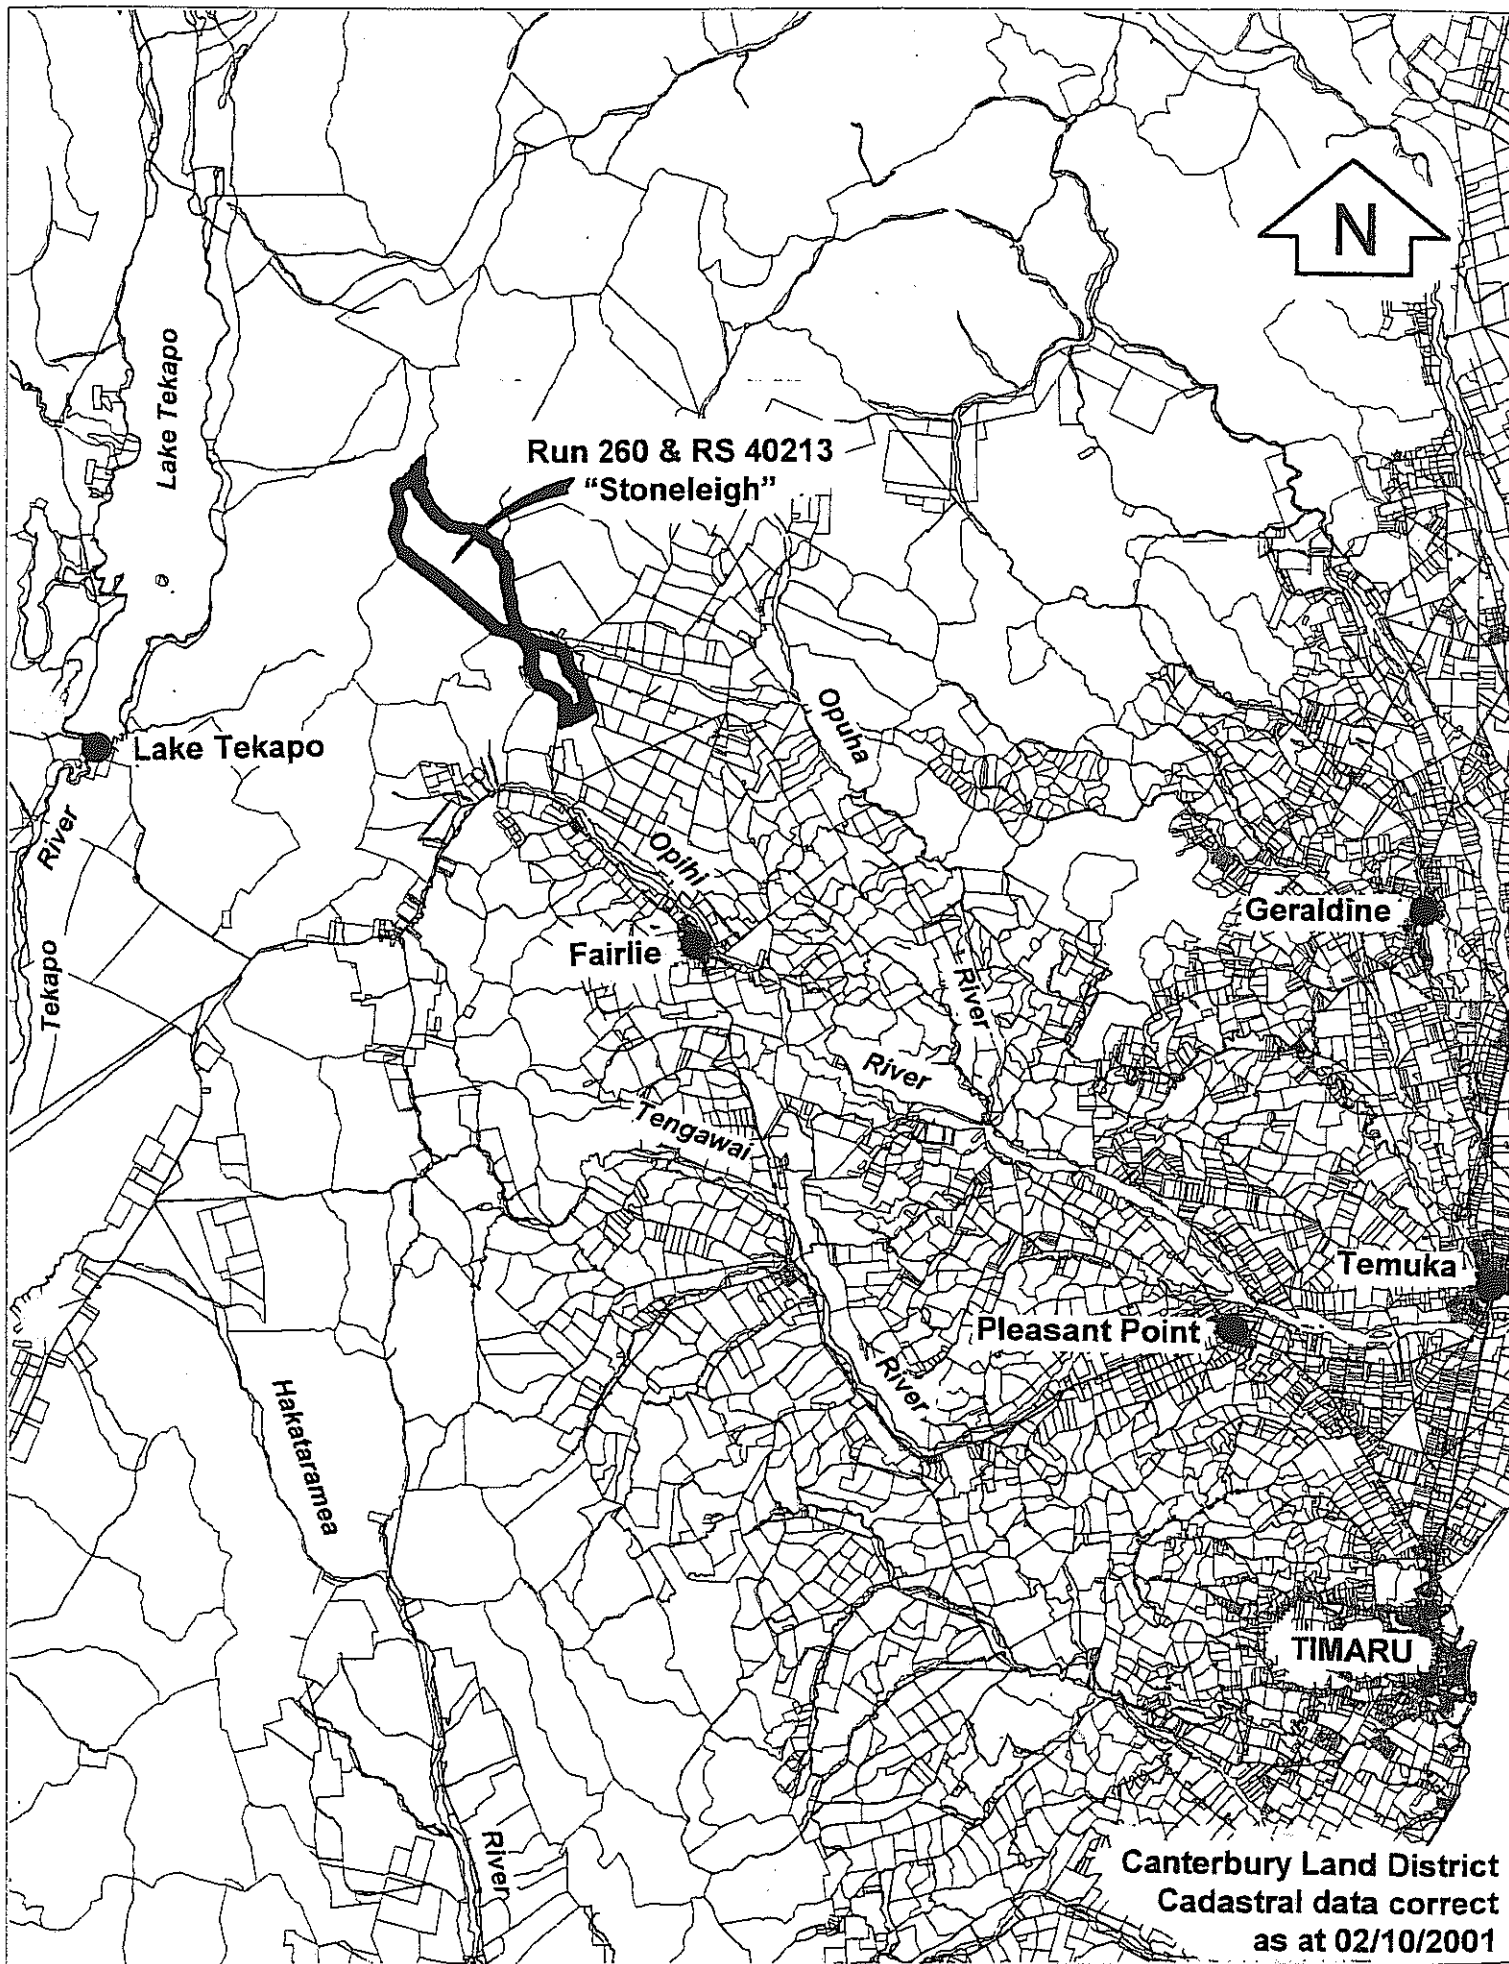 N
Lake Tekapo
Run 260 & RS 40213
“Stoneleigh”
Opuha
Lake Tekapo
River
Opihi
Geraldine
Fairlie
Tekapo
River
River
Tengawai
Temuka
Pleasant Point
River
Hakataramea
TIMARU
River
Canterbury Land District
Cadastral data correct
as at 02/10/2001